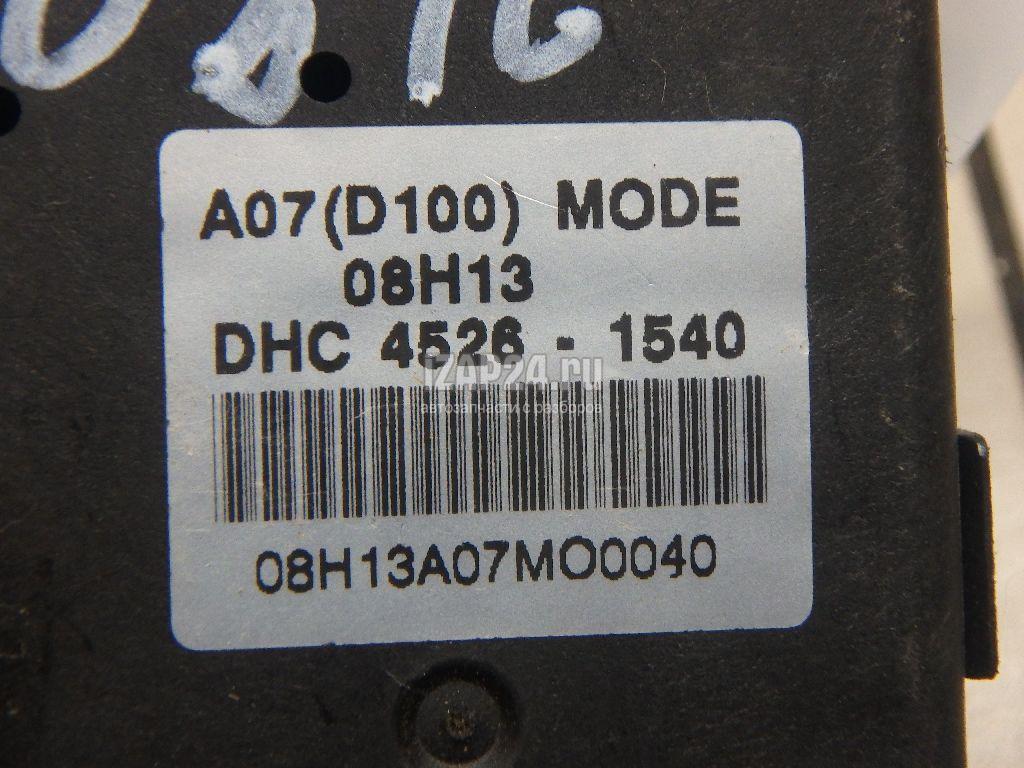 A07(D100) MODE
08H13
DHC 4526 - 1540
IZAP24.ru
автозапчасти с разборов
08H13A07MO0040